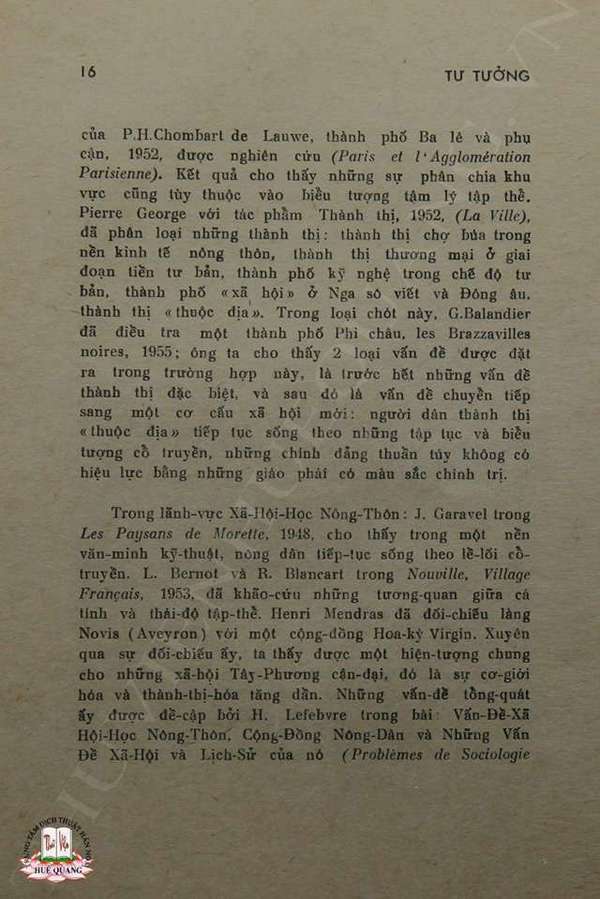 16
TƯ TƯỞNG
của P.H.Chombart de Lauwe, thành phố Ba lê và phụ
cận, 1952, được nghiên cứu (Paris et l'Agglomération
Parisienne). Kết quả cho thấy những sự phân chia khu
vực cũng tùy thuộc vào biểu tượng tậm lý tập thể.
Pierre George với tác phẩm Thành thị, 1952, (La Ville),
đã phân loại những thành thị: thành thị chợ búa trong
nền kinh tế nông thôn, thành thị thương mại ở giai
đoạn tiền tư bản, thành phố kỹ nghệ trong chế độ tư
bản, thành phố «xã hội» ở Nga sô viết và Đông âu,
thành thị «thuộc địa». Trong loại chót này, G.Balandier
đã điều tra một thành phố Phi châu, les Brazzavilles
noires, 1955; ông ta cho thấy 2 loại vấn đề được đặt
ra trong trường hợp này, là trước hết những vấn đề
thành thị đặc biệt, và sau đó là vấn đề chuyển tiếp
sang một cơ cấu xã hội mới: người dân thành thị
«thuộc địa» tiếp tục sống theo những tập tục và biểu
tượng cổ truyền, những chính đảng thuần túy không có
hiệu lực bằng những giáo phái có màu sắc chính trị.
Trong lãnh-vực Xã-Hội-Học Nông-Thôn: J. Garavel trong
Les Paysans de Morette, 1948, cho thấy trong một nền
văn-minh kỹ-thuật, nông dân tiếp-tục sống theo lề-lối cổ-
truyền. L. Bernot và R. Blancart trong Nouville, Village
Français, 1953, đã khảo-cứu những tương-quan giữa cá
tính và thái-độ tập-thể. Henri Mendras đã đối-chiếu làng
Novis (Aveyron) với một cộng-đồng Hoa-kỳ Virgin. Xuyên
qua sự đối-chiếu ấy, ta thấy được một hiện-tượng chung
cho những xã-hội Tây-Phương cận-đại, đó là sự cơ-giới
hóa và thành-thị-hóa tăng dần. Những vấn-đề tổng-quát
ấy được đề-cập bởi H. Lefebvre trong bài: Vấn-Đề-Xã
Hội-Học Nông-Thôn, Cộng-Đồng Nông-Dân và Những Vấn
Đề Xã-Hội và Lịch-Sử của nó (Problèmes de Sociologie
TRUNG TÂM DỊCH THUẬT HÁN NÔM
HUỆ QUANG